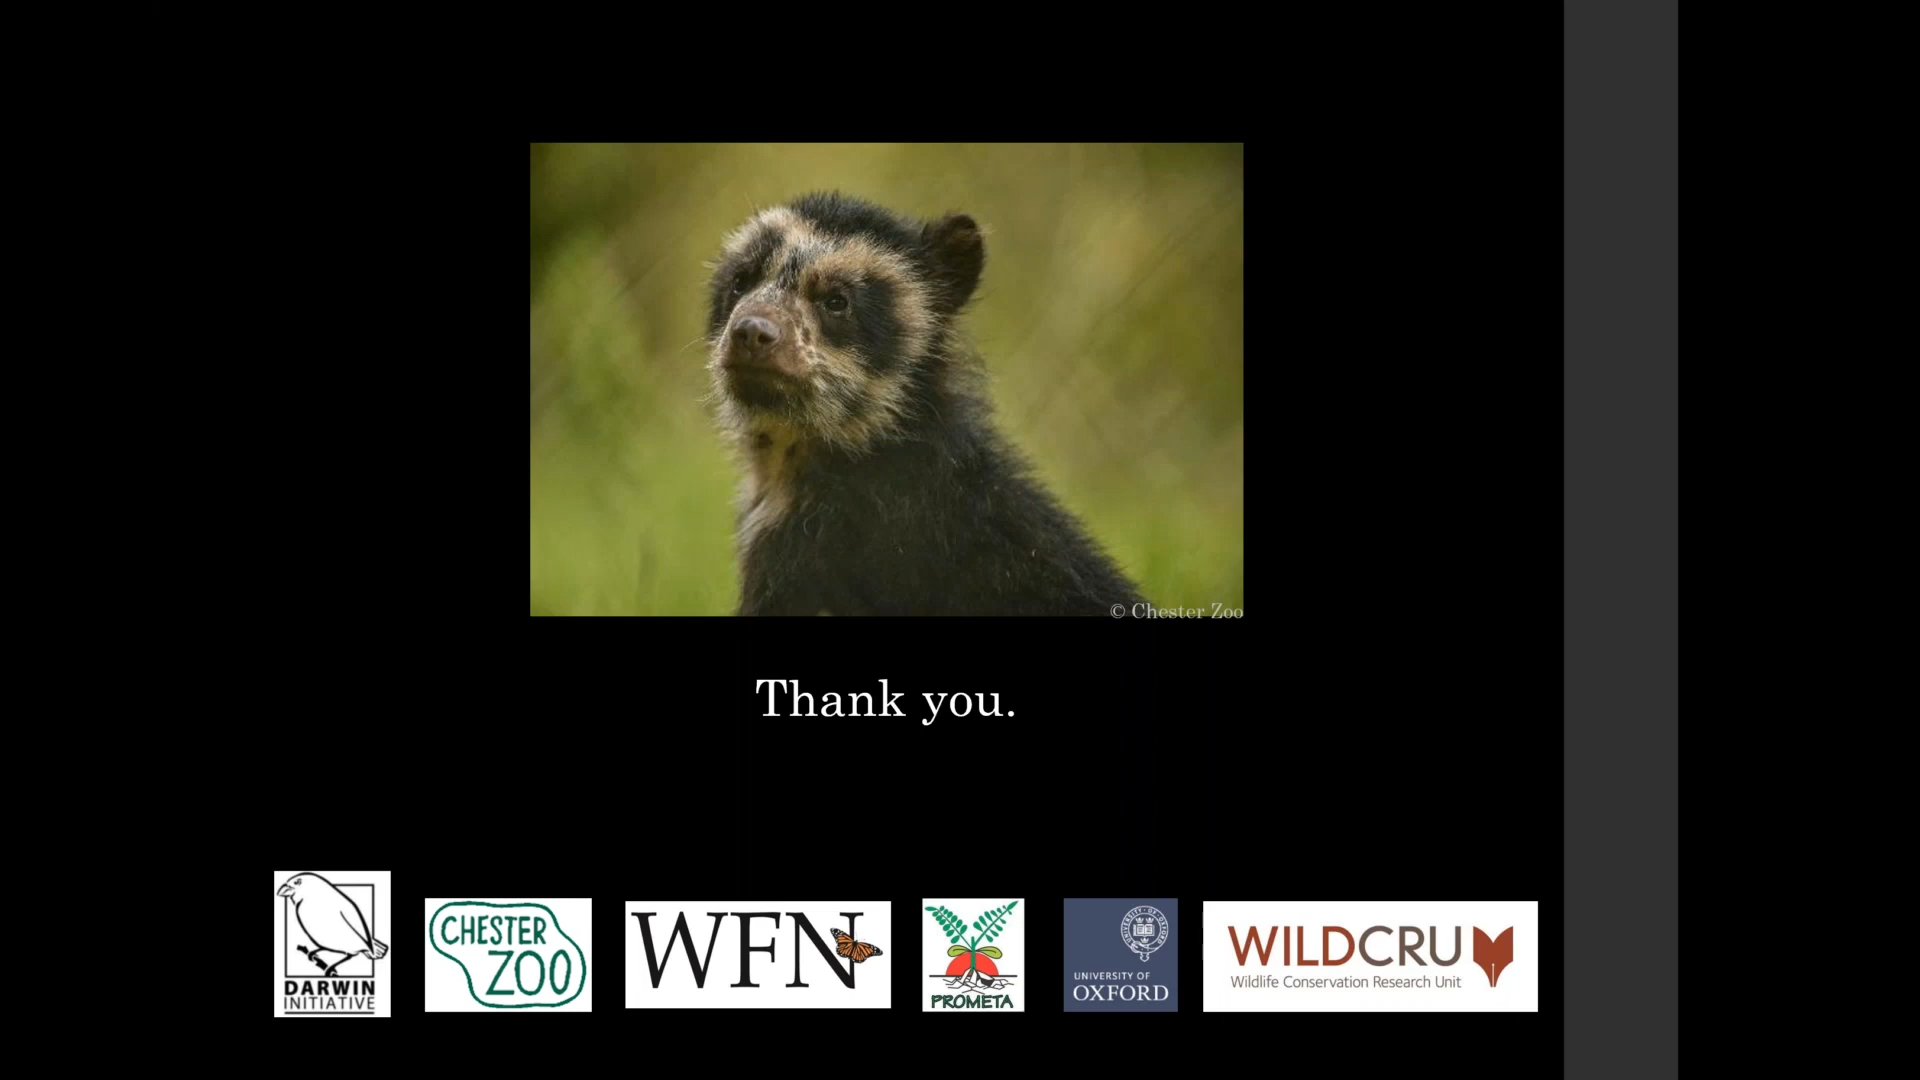 © Chester Zoo
Thank you.
DARWIN
INITIATIVE
CHESTER
ZOO
WFN
PROMETA
UNIVERSITY OF
OXFORD
WILDCRU
Wildlife Conservation Research Unit